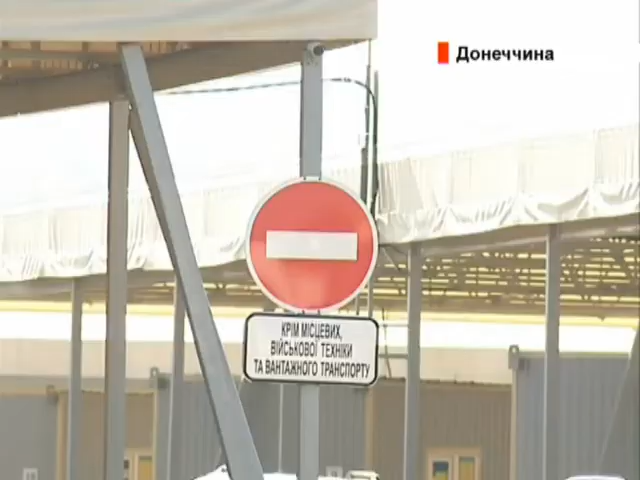 Донеччина
КРІМ МІСЦЕВИХ,
ВІЙСЬКОВОЇ ТЕХНІКИ
ТА ВАНТАЖНОГО ТРАНСПОРТУ